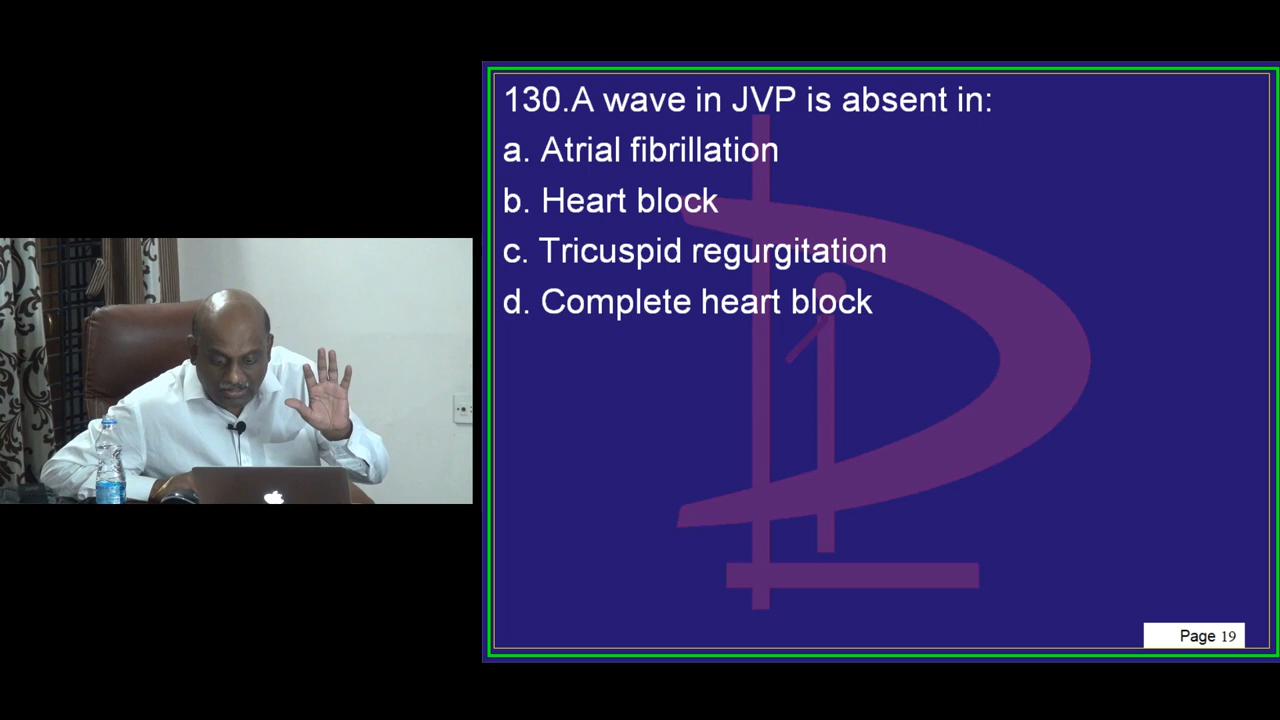 130.A wave in JVP is absent in:
a. Atrial fibrillation
b. Heart block
c. Tricuspid regurgitation
d. Complete heart block
Page 19